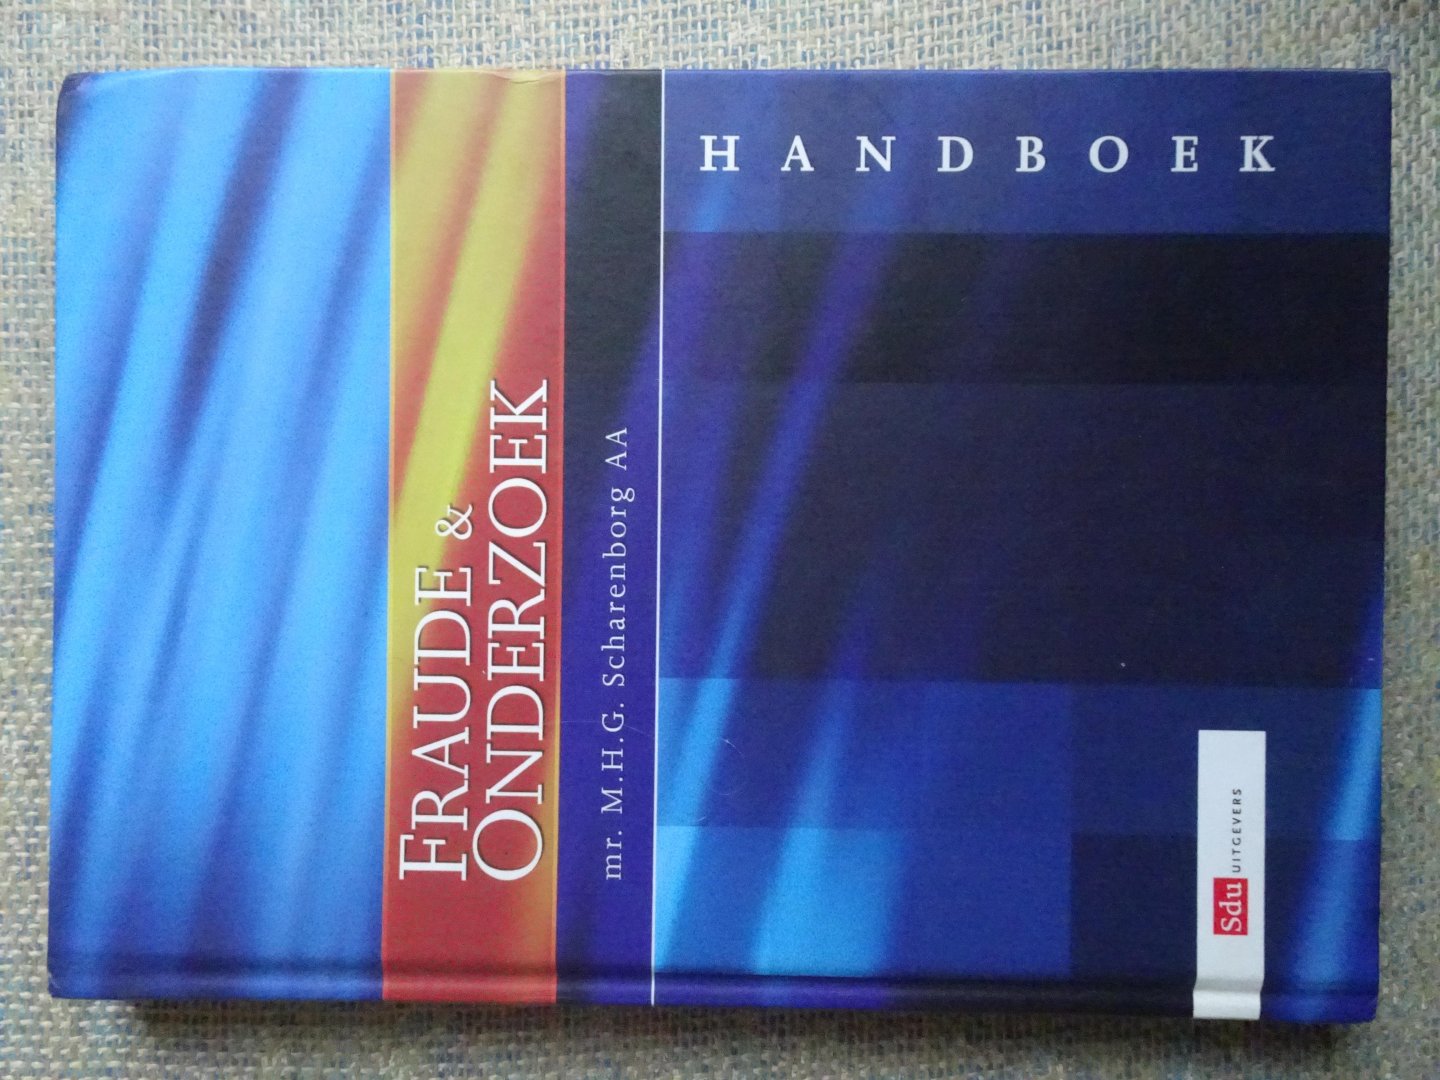 FRAUDE &
ONDERZOEK
mr. M.H.G. Scharenborg AA
HANDBOEK
Sdu UITGEVERS